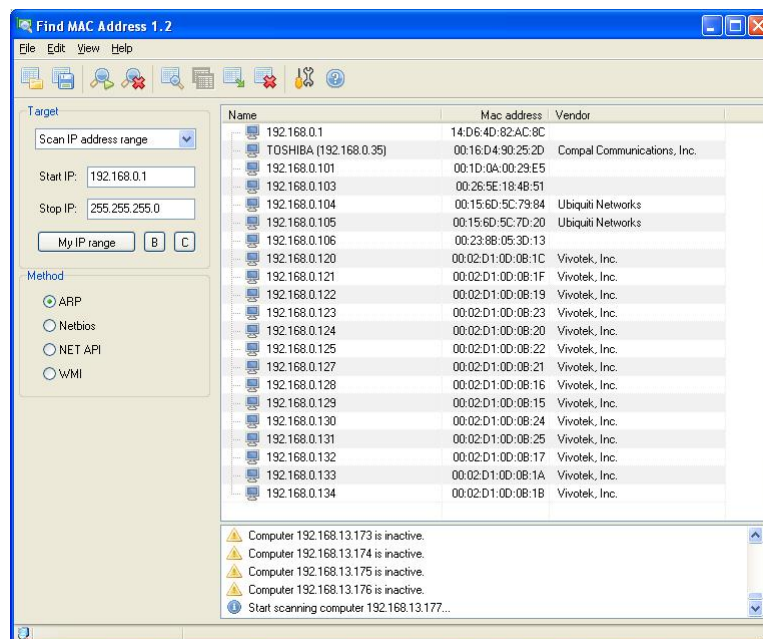 Find MAC Address 1.2
File Edit View Help
Target
Scan IP address range
Start IP: 192.168.0.1
Stop IP: 255.255.255.0
My IP range B C
Method
ARP
Netbios
NET API
WMI
Name Mac address Vendor
192.168.0.1 14:D6:4D:82:AC:8C
TOSHIBA (192.168.0.35) 00:16:D4:90:25:2D Compal Communications, Inc.
192.168.0.101 00:1D:0A:00:29:E5
192.168.0.103 00:26:5E:18:4B:51
192.168.0.104 00:15:6D:5C:79:84 Ubiquiti Networks
192.168.0.105 00:15:6D:5C:7D:20 Ubiquiti Networks
192.168.0.106 00:23:8B:05:3D:13
192.168.0.120 00:02:D1:0D:0B:1C Vivotek, Inc.
192.168.0.121 00:02:D1:0D:0B:1F Vivotek, Inc.
192.168.0.122 00:02:D1:0D:0B:19 Vivotek, Inc.
192.168.0.123 00:02:D1:0D:0B:23 Vivotek, Inc.
192.168.0.124 00:02:D1:0D:0B:20 Vivotek, Inc.
192.168.0.125 00:02:D1:0D:0B:22 Vivotek, Inc.
192.168.0.127 00:02:D1:0D:0B:21 Vivotek, Inc.
192.168.0.128 00:02:D1:0D:0B:16 Vivotek, Inc.
192.168.0.129 00:02:D1:0D:0B:15 Vivotek, Inc.
192.168.0.130 00:02:D1:0D:0B:24 Vivotek, Inc.
192.168.0.131 00:02:D1:0D:0B:25 Vivotek, Inc.
192.168.0.132 00:02:D1:0D:0B:17 Vivotek, Inc.
192.168.0.133 00:02:D1:0D:0B:1A Vivotek, Inc.
192.168.0.134 00:02:D1:0D:0B:1B Vivotek, Inc.
Computer 192.168.13.173 is inactive.
Computer 192.168.13.174 is inactive.
Computer 192.168.13.175 is inactive.
Computer 192.168.13.176 is inactive.
Start scanning computer 192.168.13.177...